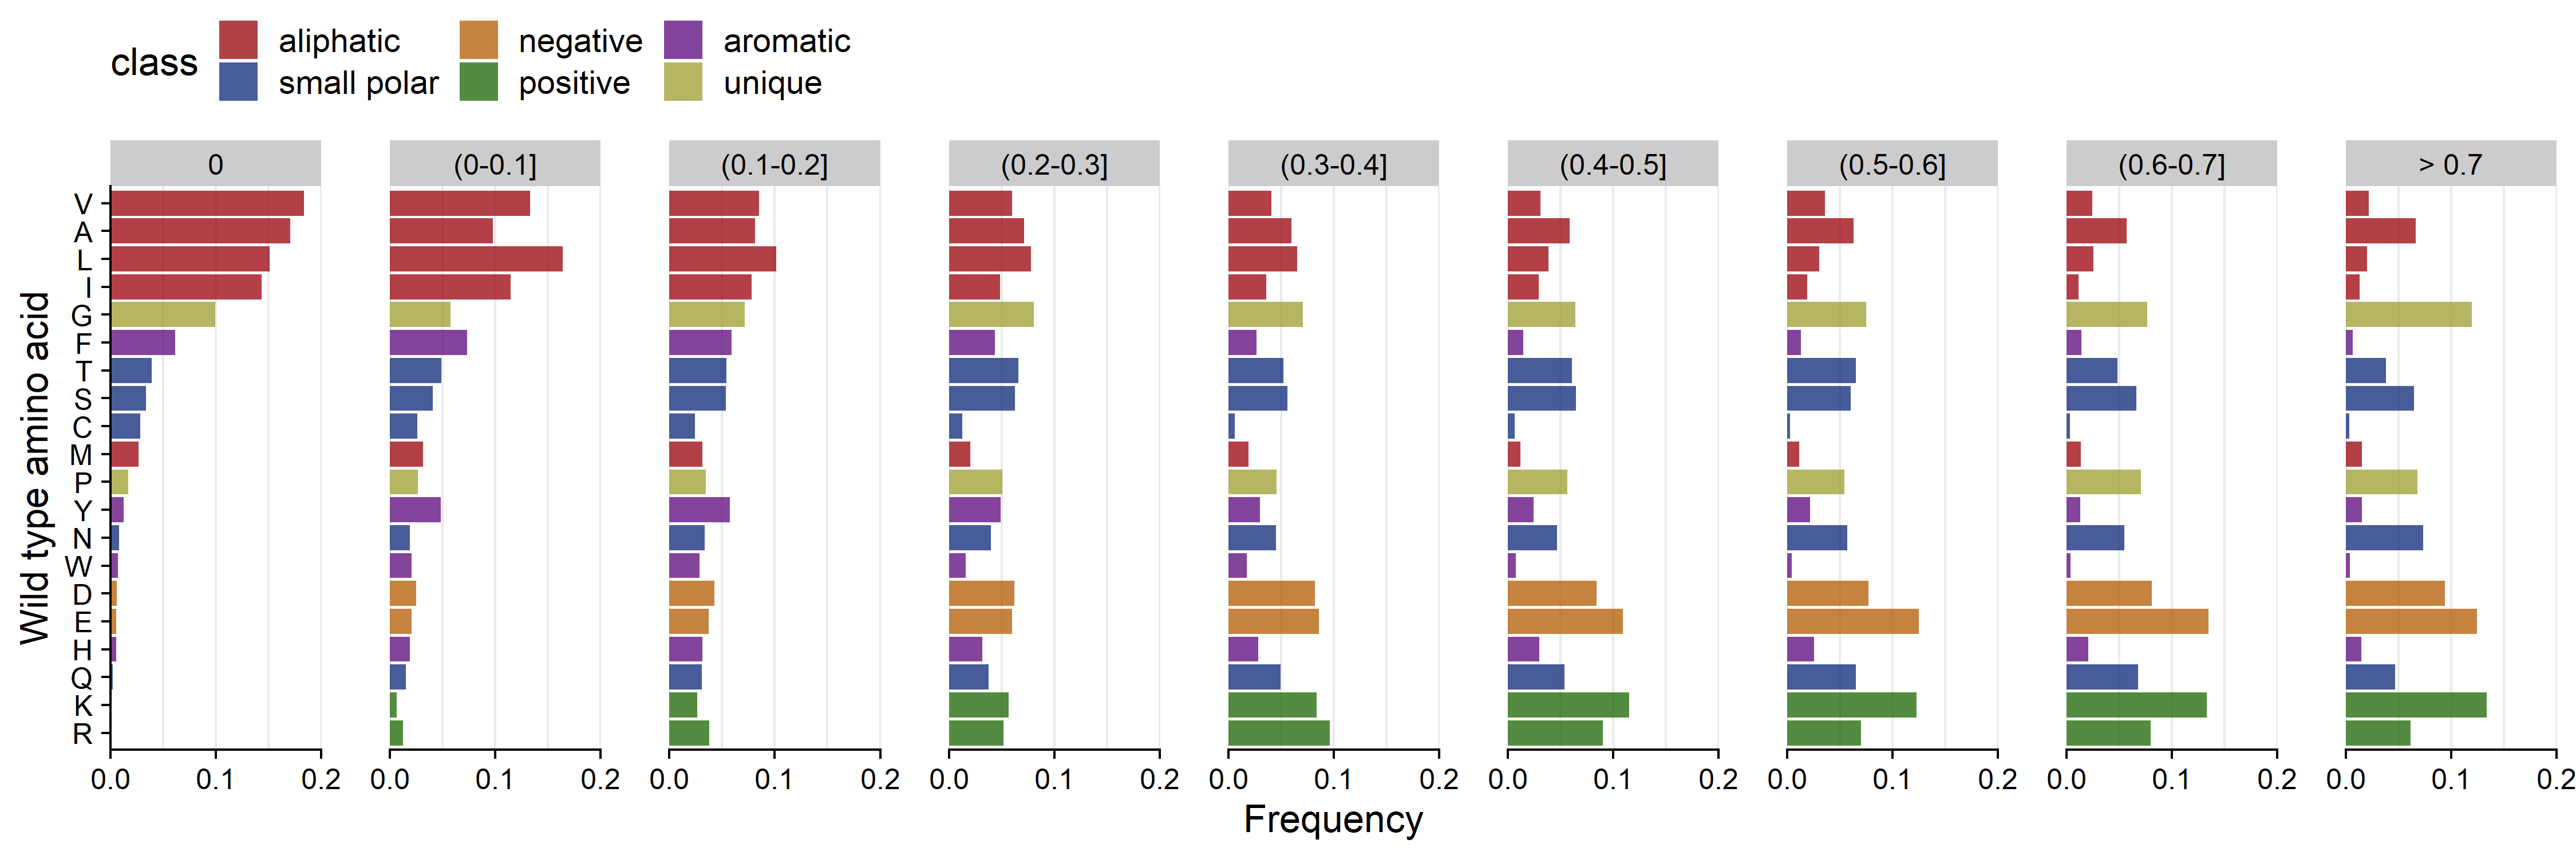 class
aliphatic negative aromatic
small polar positive unique
0 (0-0.1] (0.1-0.2] (0.2-0.3] (0.3-0.4] (0.4-0.5] (0.5-0.6] (0.6-0.7] > 0.7
Wild type amino acid
V
A
L
I
G
F
T
S
C
M
P
Y
N
W
D
E
H
Q
K
R
0.0 0.1 0.2 0.0 0.1 0.2 0.0 0.1 0.2 0.0 0.1 0.2 0.0 0.1 0.2 0.0 0.1 0.2 0.0 0.1 0.2 0.0 0.1 0.2 0.0 0.1 0.2
Frequency